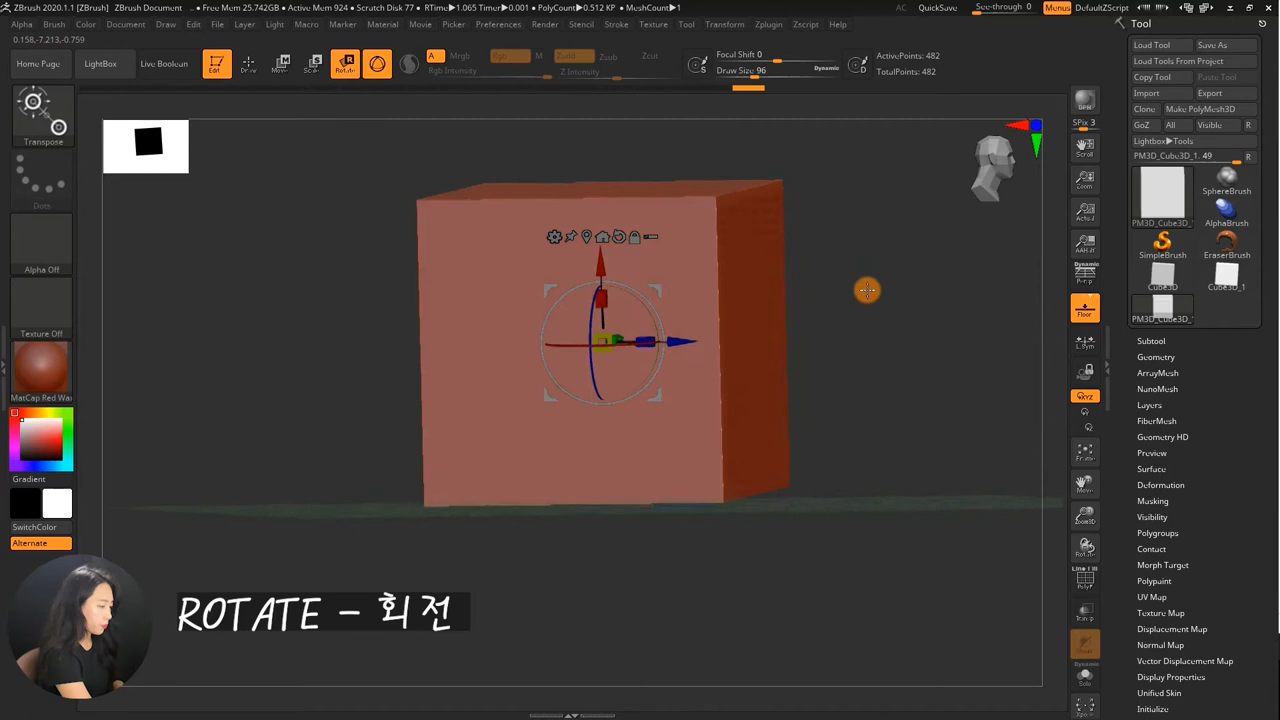 ZBrush 2020.1.1 [ZBrush] ZBrush Document .. • Free Mem 25.742GB • Active Mem 924 • Scratch Disk 77 • RTime▶1.065 Timer▶0.001 • PolyCount▶0.512 KP • MeshCount▶1 AC QuickSave See-through 0 Menus DefaultZScript
Alpha Brush Color Document Draw Edit File Layer Light Macro Marker Material Movie Picker Preferences Render Stencil Stroke Texture Tool Transform Zplugin Zscript Help
0.158,-7.213,-0.759
Home Page LightBox Live Boolean Edit Draw Move Scale Rotate A Mrgb Rgb M Zadd Zsub Zcut
Rgb Intensity Z Intensity
Focal Shift 0
Draw Size 96 Dynamic
ActivePoints: 482
TotalPoints: 482
Transpose
Dots
Alpha Off
Texture Off
MatCap Red Wax
Gradient
SwitchColor
Alternate
ROTATE - 회전
BPR
SPix 3
Scroll
Zoom
Actual
AAHalf
Dynamic
Persp
Floor
L.Sym
Frame
Move
Zoom3D
Rotate
Line Fill
PolyF
Transp
Dynamic
Solo
Xpose
Tool
Load Tool Save As
Load Tools From Project
Copy Tool Paste Tool
Import Export
Clone Make PolyMesh3D
GoZ All Visible R
Lightbox▶Tools
PM3D_Cube3D_1. 49 R
PM3D_Cube3D_1 SphereBrush
AlphaBrush
SimpleBrush EraserBrush
Cube3D Cube3D_1
PM3D_Cube3D_1
Subtool
Geometry
ArrayMesh
NanoMesh
Layers
FiberMesh
Geometry HD
Preview
Surface
Deformation
Masking
Visibility
Polygroups
Contact
Morph Target
Polypaint
UV Map
Texture Map
Displacement Map
Normal Map
Vector Displacement Map
Display Properties
Unified Skin
Initialize